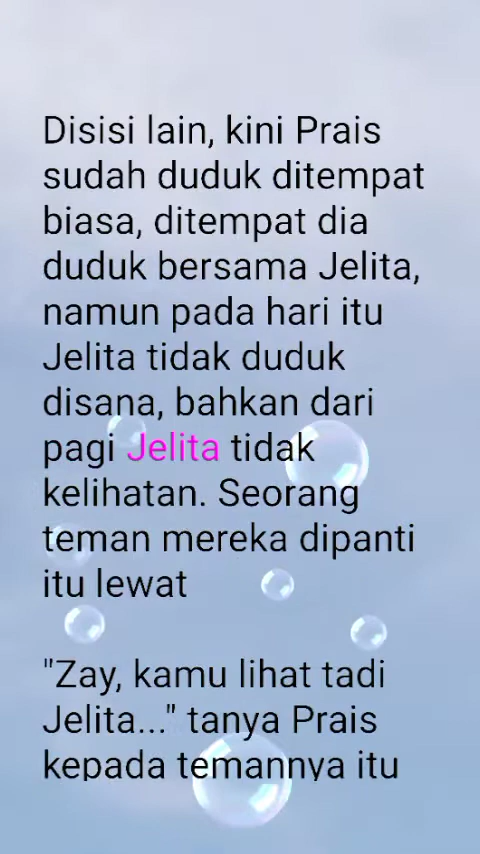 Disisi lain, kini Prais
sudah duduk ditempat
biasa, ditempat dia
duduk bersama Jelita,
namun pada hari itu
Jelita tidak duduk
disana, bahkan dari
pagi Jelita tidak
kelihatan. Seorang
teman mereka dipanti
itu lewat
"Zay, kamu lihat tadi
Jelita..." tanya Prais
kepada temannya itu